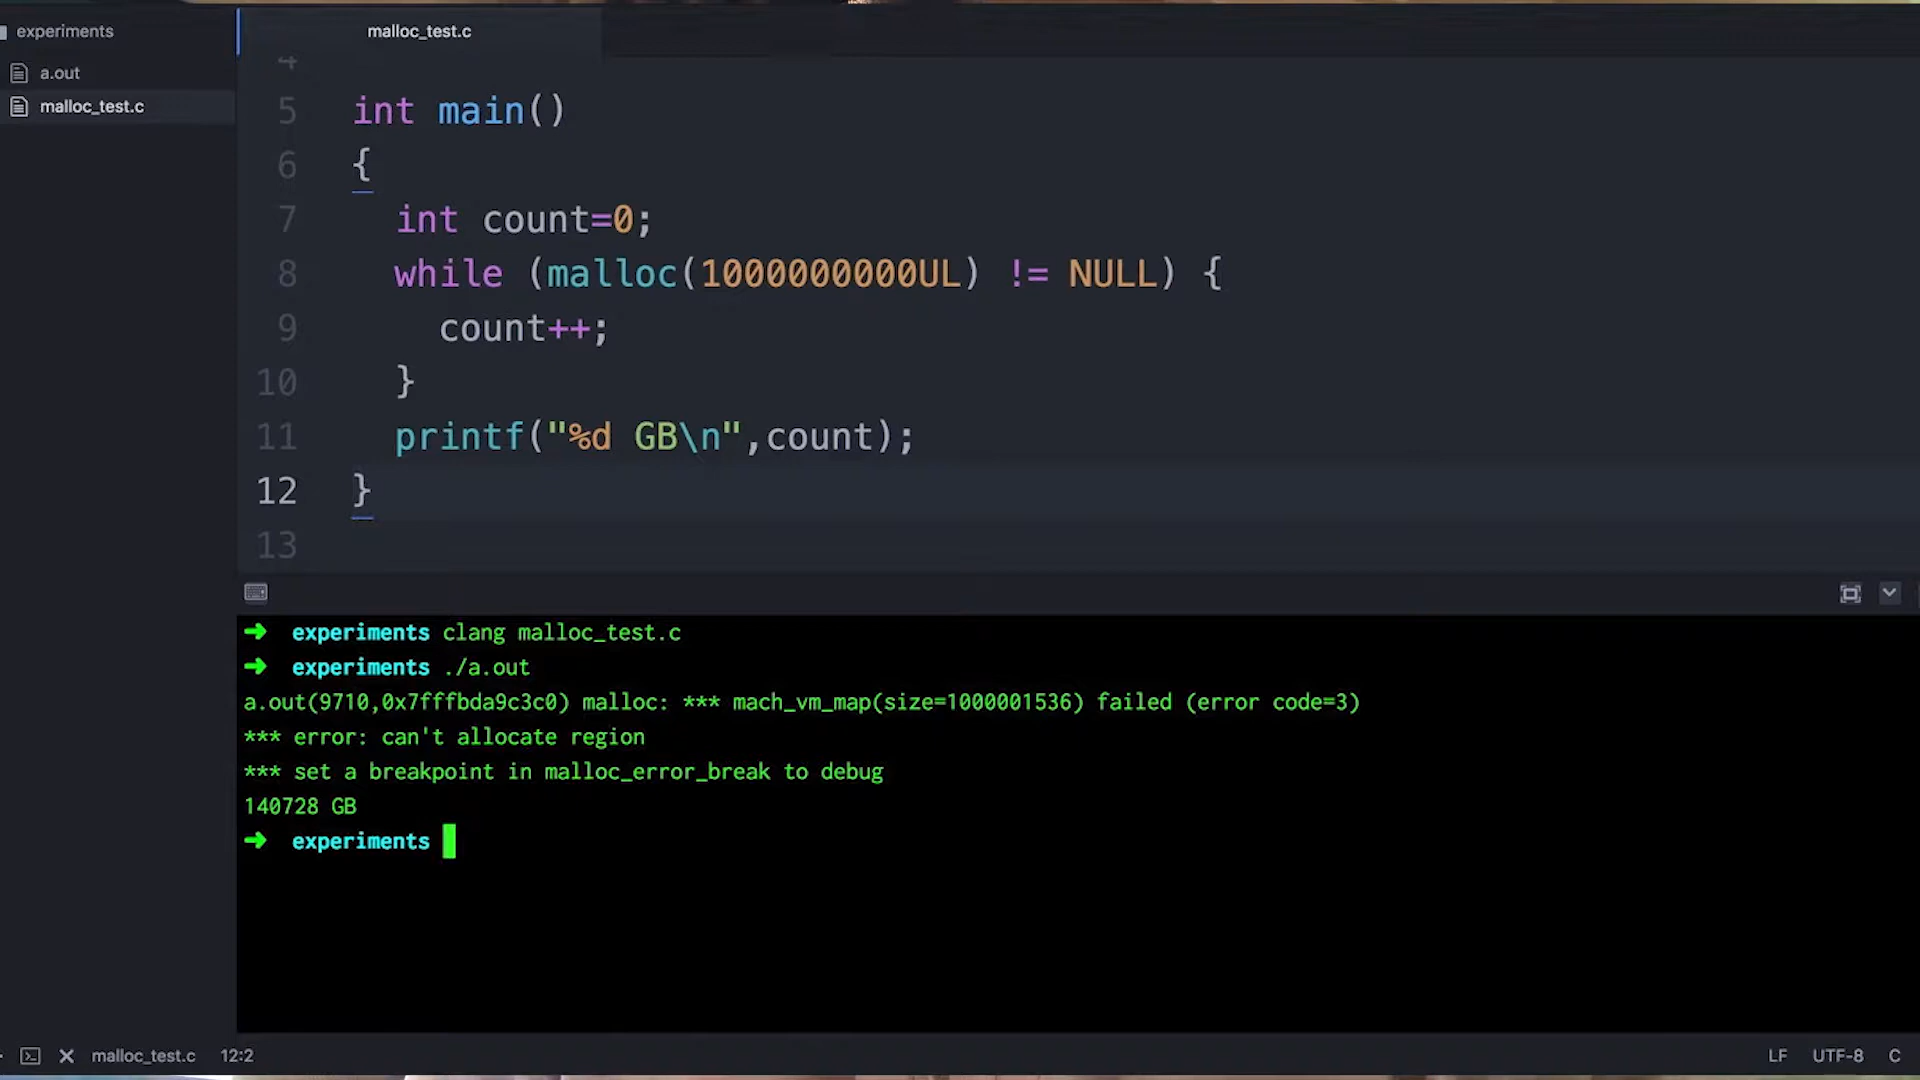 experiments
a.out
malloc_test.c
malloc_test.c
4
5 int main()
6 {
7 int count=0;
8 while (malloc(1000000000UL) != NULL) {
9 count++;
10 }
11 printf("%d GB\n",count);
12 }
13
➜ experiments clang malloc_test.c
➜ experiments ./a.out
a.out(9710,0x7fffbda9c3c0) malloc: *** mach_vm_map(size=1000001536) failed (error code=3)
*** error: can't allocate region
*** set a breakpoint in malloc_error_break to debug
140728 GB
➜ experiments
malloc_test.c 12:2 LF UTF-8 C